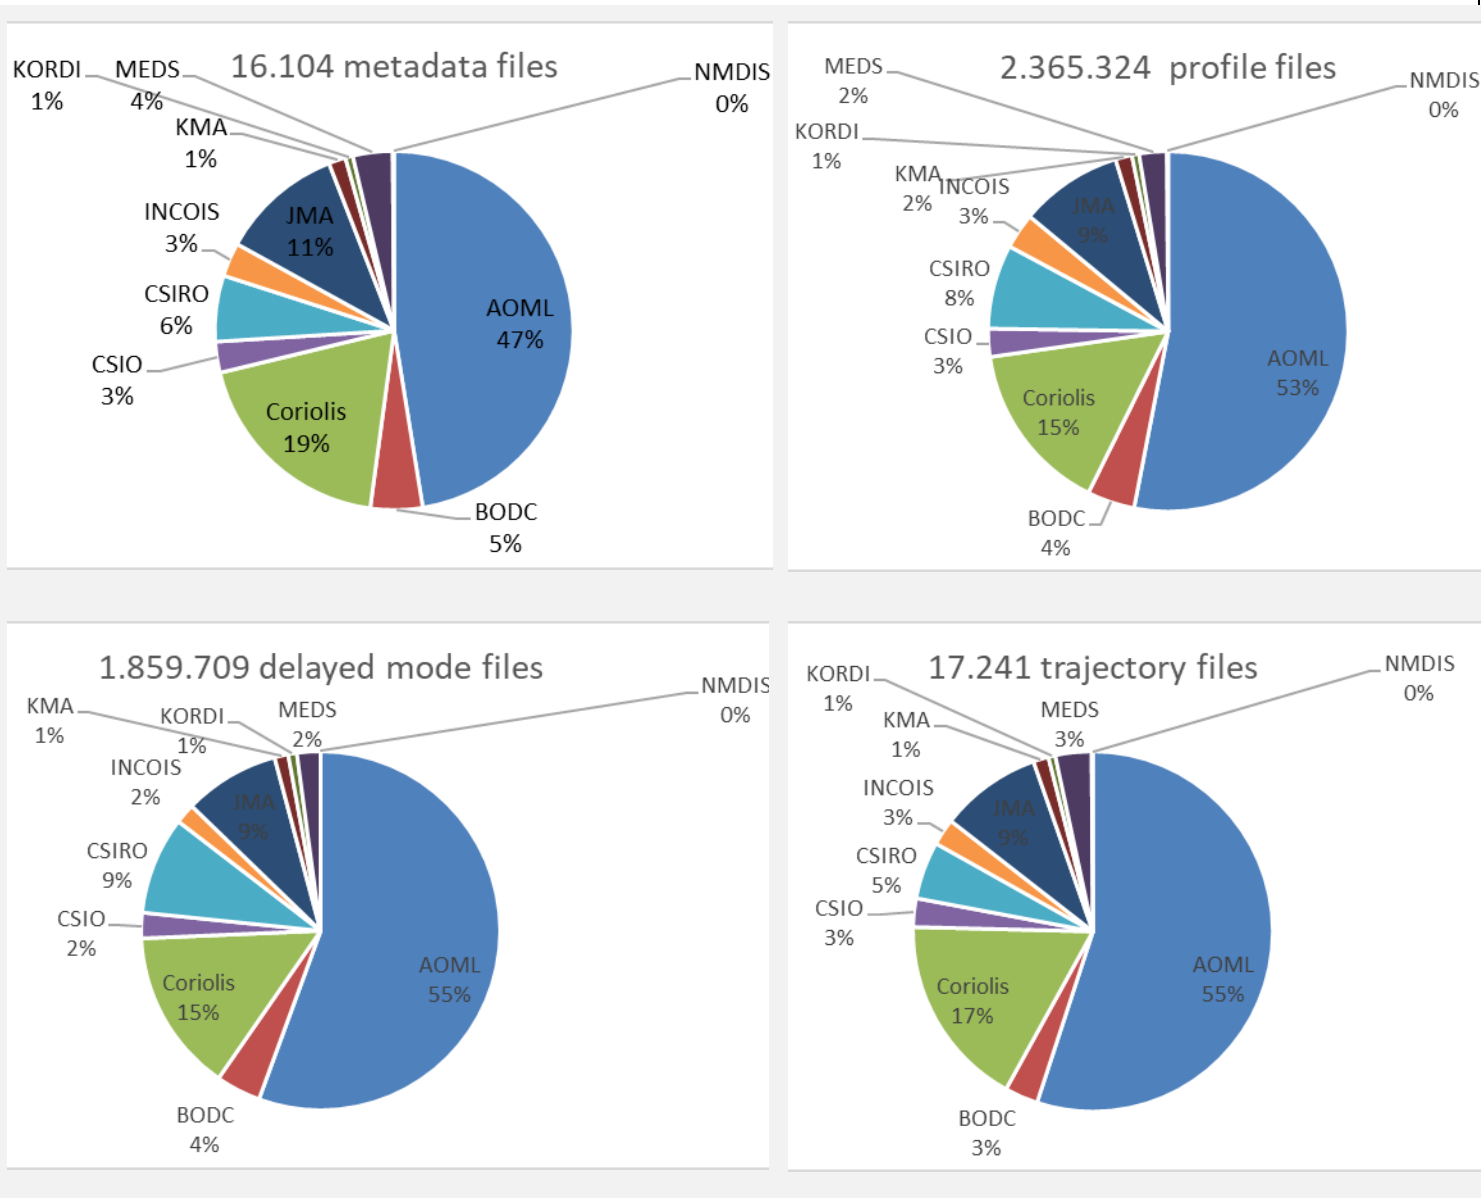 16.104 metadata files
KORDI
1%
MEDS
4%
NMDIS
0%
KMA
1%
INCOIS
3%
JMA
11%
CSIRO
6%
AOML
47%
CSIO
3%
Coriolis
19%
BODC
5%
2.365.324 profile files
MEDS
2%
NMDIS
0%
KORDI
1%
KMA
2%
INCOIS
3%
JMA
9%
CSIRO
8%
CSIO
3%
AOML
53%
Coriolis
15%
BODC
4%
1.859.709 delayed mode files
NMDIS
0%
KMA
1%
KORDI
1%
MEDS
2%
INCOIS
2%
JMA
9%
CSIRO
9%
CSIO
2%
AOML
55%
Coriolis
15%
BODC
4%
17.241 trajectory files
KORDI
1%
NMDIS
0%
KMA
1%
MEDS
3%
INCOIS
3%
JMA
9%
CSIRO
5%
CSIO
3%
AOML
55%
Coriolis
17%
BODC
3%